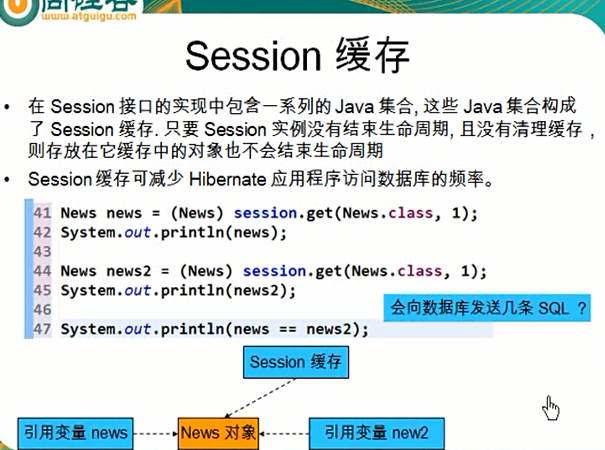 尚硅谷
www.atguigu.com
Session 缓存
• 在 Session 接口的实现中包含一系列的 Java 集合, 这些 Java 集合构成
了 Session 缓存. 只要 Session 实例没有结束生命周期, 且没有清理缓存，
则存放在它缓存中的对象也不会结束生命周期
• Session 缓存可减少 Hibernate 应用程序访问数据库的频率。
41 News news = (News) session.get(News.class, 1);
42 System.out.println(news);
43
44 News news2 = (News) session.get(News.class, 1);
45 System.out.println(news2);
46
会向数据库发送几条 SQL ？
47 System.out.println(news == news2);
Session 缓存
引用变量 news
News 对象
引用变量 new2